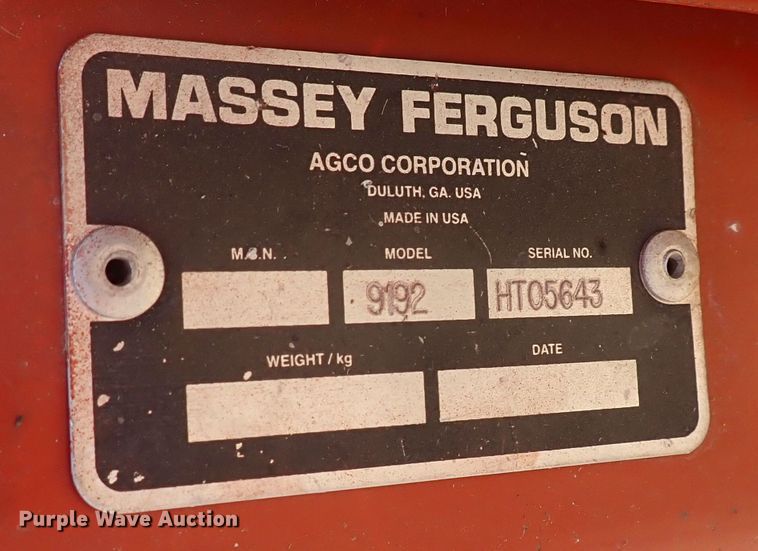 MASSEY FERGUSON
AGCO CORPORATION
DULUTH, GA. USA
MADE IN USA
M.S.N. MODEL SERIAL NO.
9192 HT05643
WEIGHT / kg DATE
Purple Wave Auction